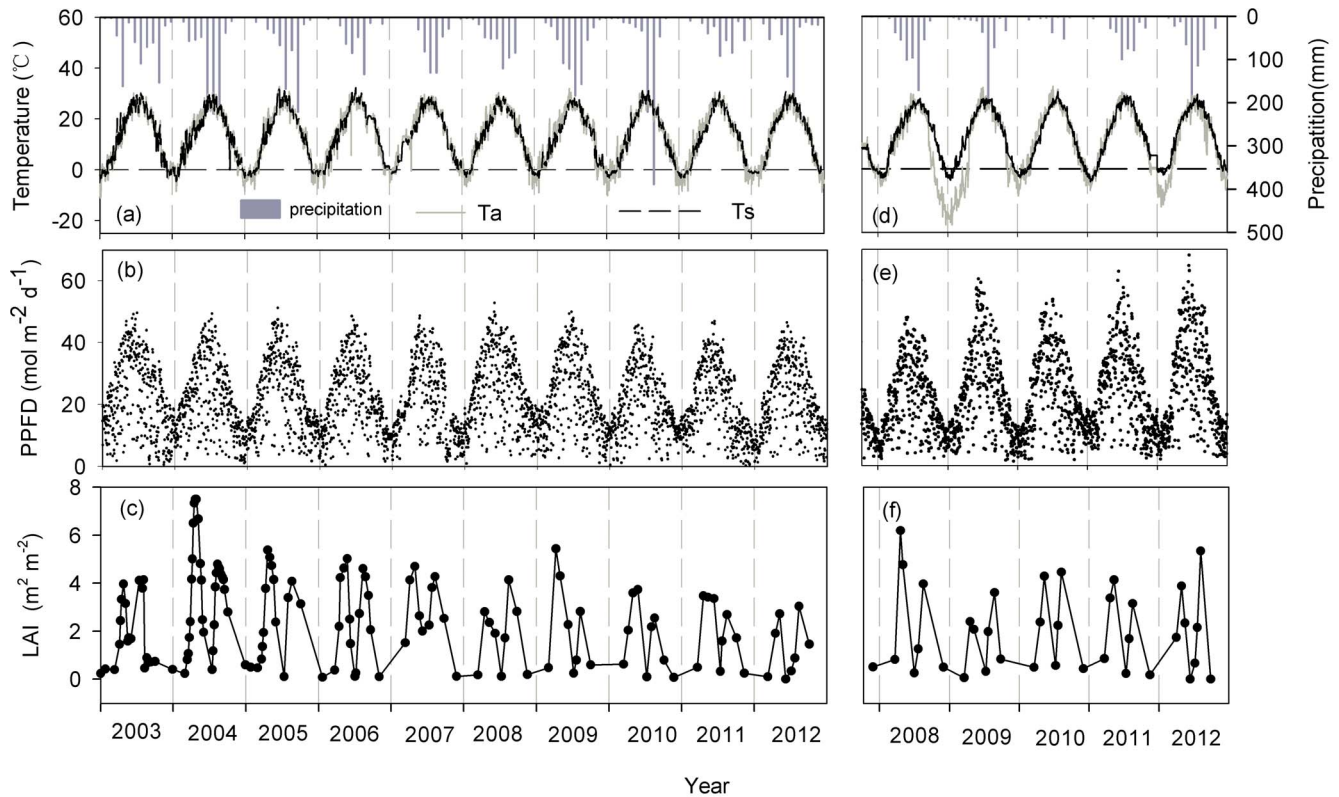 60
40
20
0
-20
Temperature (℃)
(a)
precipitation
Ta
Ts
(d)
0
100
200
300
400
500
Precipitation(mm)
60
40
20
0
PPFD (mol m-2 d-1)
(b)
(e)
8
6
4
2
0
LAI (m2 m-2)
(c)
(f)
2003 2004 2005 2006 2007 2008 2009 2010 2011 2012
2008 2009 2010 2011 2012
Year